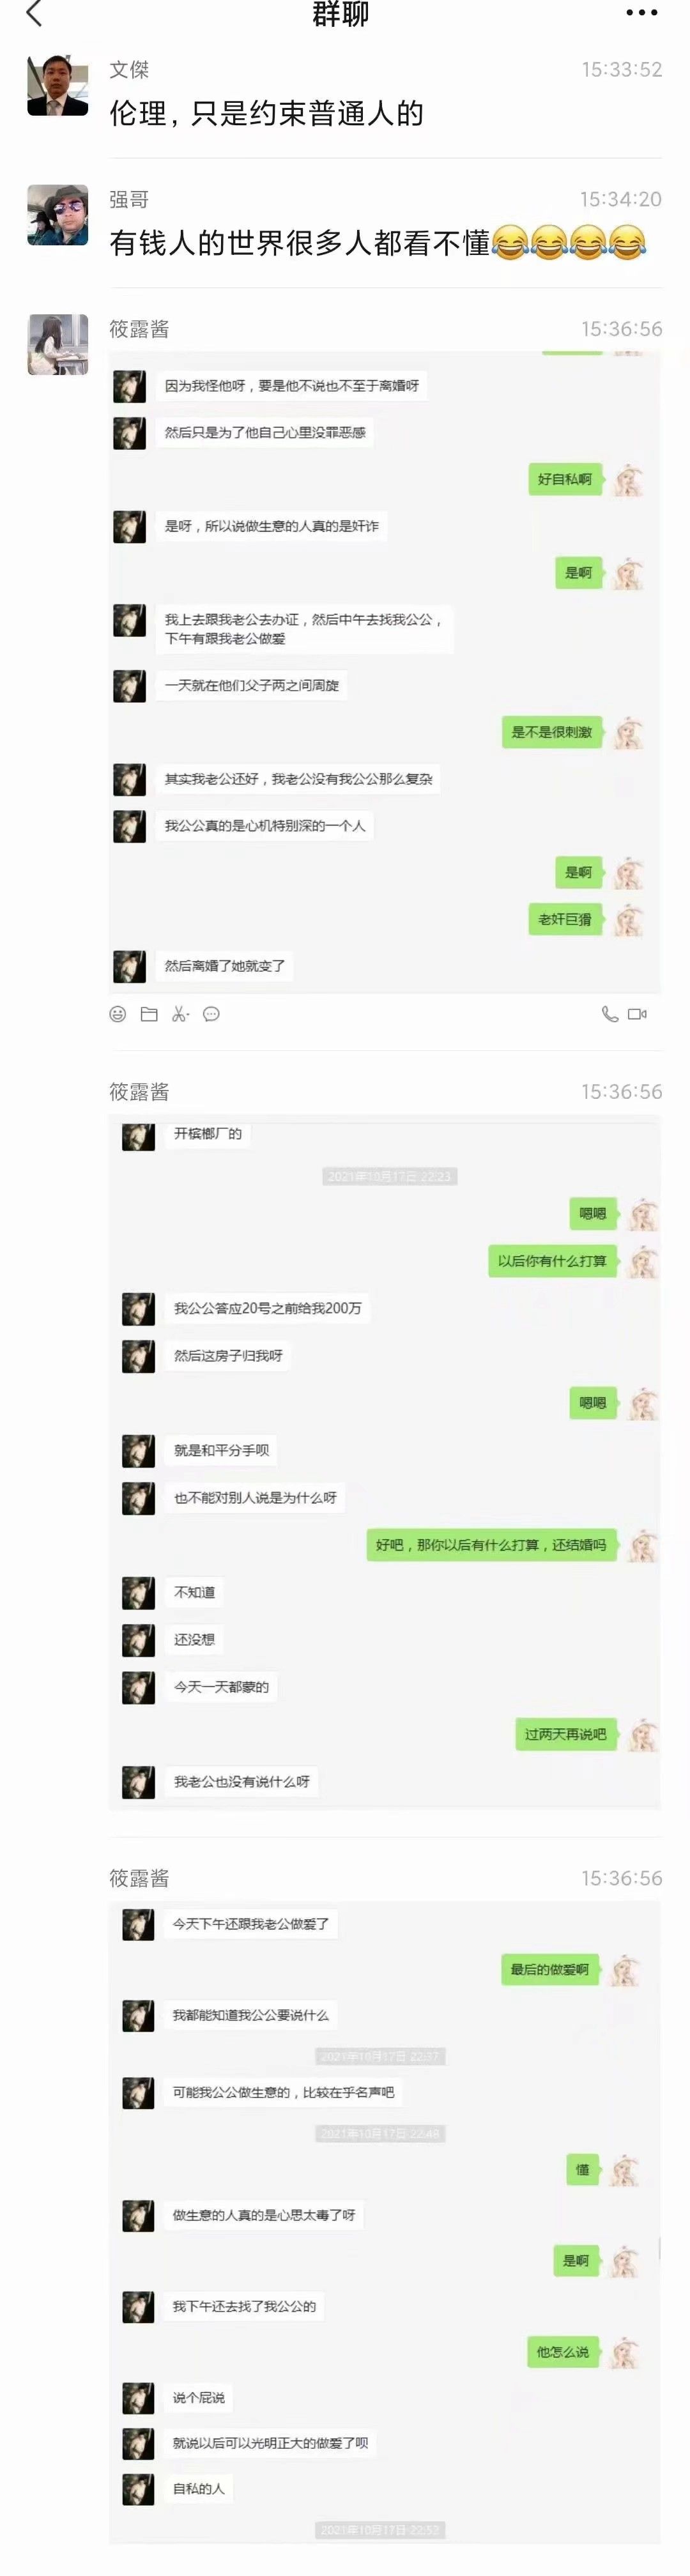 群聊
文傑
15:33:52
伦理，只是约束普通人的
强哥
15:34:20
有钱人的世界很多人都看不懂😂😂😂😂
筱露酱
15:36:56
因为我怪他呀，要是他不说也不至于离婚呀
然后只是为了他自己心里没罪恶感
好自私啊
是呀，所以说做生意的人真的是奸诈
是啊
我上去跟我老公去办证，然后中午去找我公公，
下午有跟我老公做爱
一天就在他们父子两之间周旋
是不是很刺激
其实我老公还好，我老公没有我公公那么复杂
我公公真的是心机特别深的一个人
是啊
老奸巨猾
然后离婚了她就变了
筱露酱
15:36:56
开槟榔厂的
2021年10月17日 22:23
嗯嗯
以后你有什么打算
我公公答应20号之前给我200万
然后这房子归我呀
嗯嗯
就是和平分手呗
也不能对别人说是为什么呀
好吧，那你以后有什么打算，还结婚吗
不知道
还没想
今天一天都蒙的
过两天再说吧
我老公也没有说什么呀
筱露酱
15:36:56
今天下午还跟我老公做爱了
最后的做爱啊
我都能知道我公公要说什么
2021年10月17日 22:37
可能我公公做生意的，比较在乎名声吧
2021年10月17日 22:48
懂
做生意的人真的是心思太毒了呀
是啊
我下午还去找了我公公的
他怎么说
说个屁说
就说以后可以光明正大的做爱了呗
自私的人
2021年10月17日 22:53